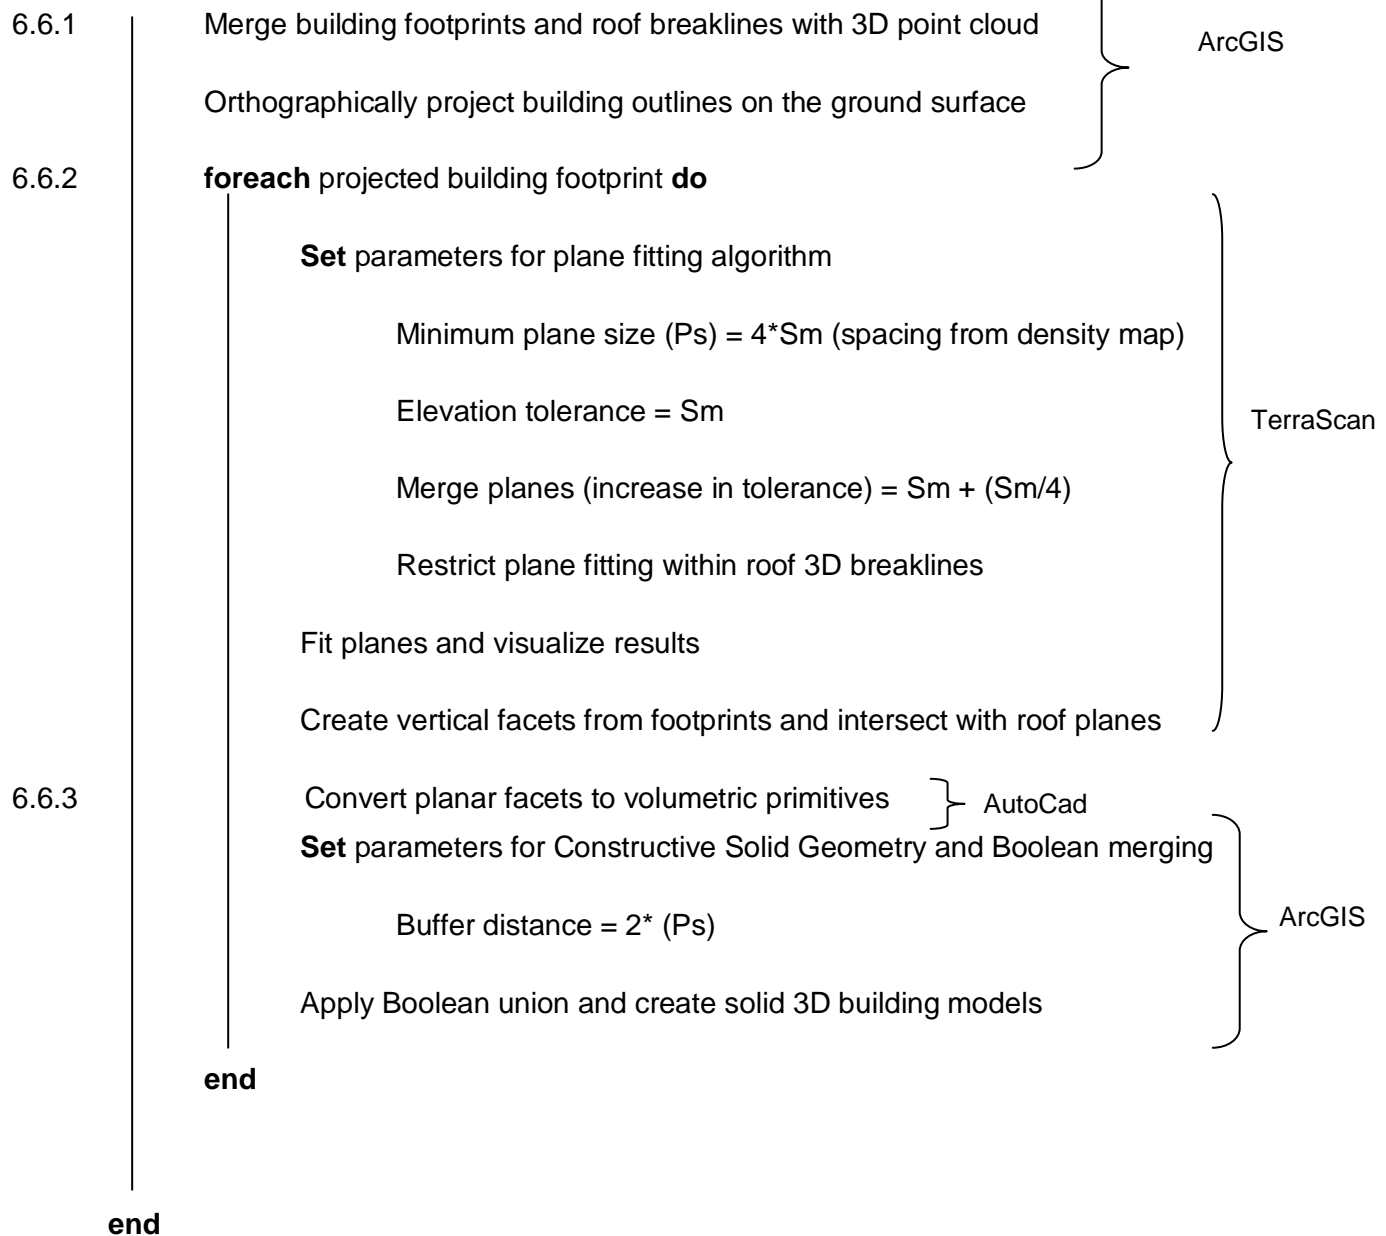 6.6.1 Merge building footprints and roof breaklines with 3D point cloud
ArcGIS
Orthographically project building outlines on the ground surface
6.6.2 foreach projected building footprint do
Set parameters for plane fitting algorithm
Minimum plane size (Ps) = 4*Sm (spacing from density map)
Elevation tolerance = Sm
TerraScan
Merge planes (increase in tolerance) = Sm + (Sm/4)
Restrict plane fitting within roof 3D breaklines
Fit planes and visualize results
Create vertical facets from footprints and intersect with roof planes
6.6.3 Convert planar facets to volumetric primitives
AutoCad
Set parameters for Constructive Solid Geometry and Boolean merging
Buffer distance = 2* (Ps)
ArcGIS
Apply Boolean union and create solid 3D building models
end
end